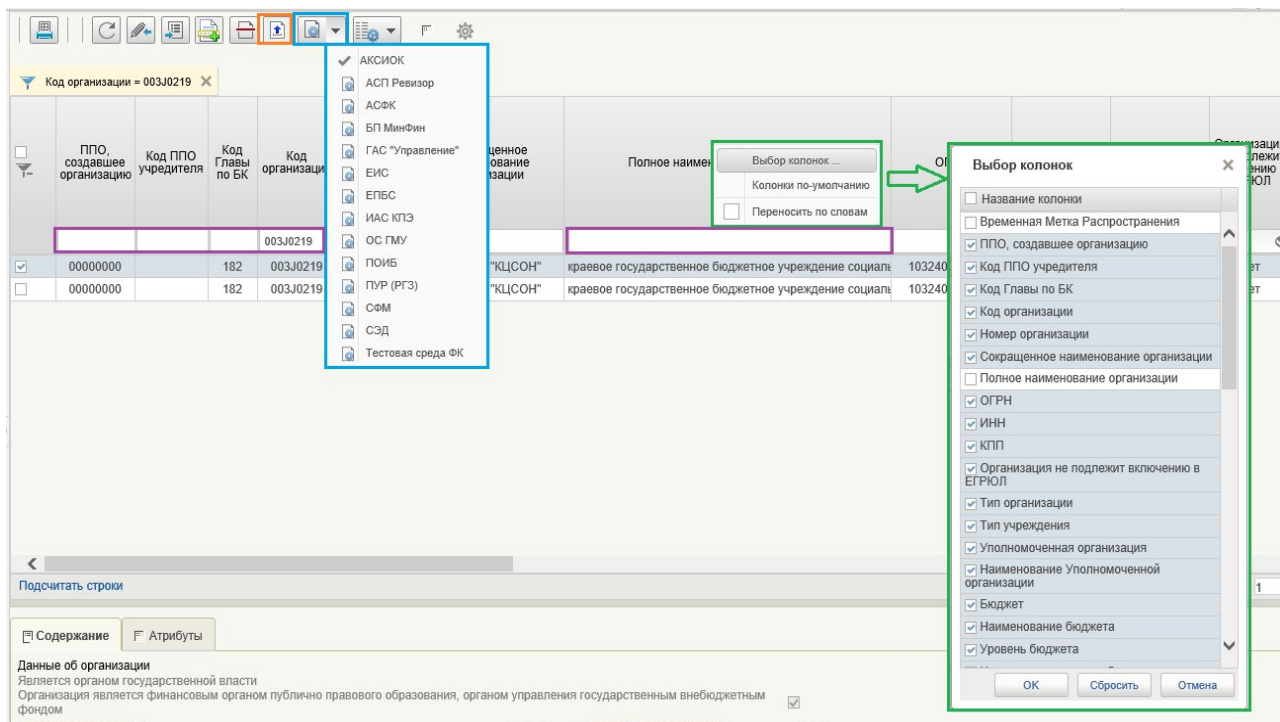 Код организации = 003J0219
АКСИОК
АСП Ревизор
АСФК
БП МинФин
ГАС "Управление"
ЕИС
ЕПБС
ИАС КПЭ
ОС ГМУ
ПОИБ
ПУР (РГЗ)
СФМ
СЭД
Тестовая среда ФК
ППО,
создавшее
организацию
Код ППО
учредителя
Код
Главы
по БК
Код
организаци
Полное наимен
Выбор колонок ...
Колонки по-умолчанию
Переносить по словам
003J0219
00000000 182 003J0219 "КЦСОН" краевое государственное бюджетное учреждение социаль 103240
00000000 182 003J0219 "КЦСОН" краевое государственное бюджетное учреждение социаль 103240
Выбор колонок
Название колонки
Временная Метка Распространения
ППО, создавшее организацию
Код ППО учредителя
Код Главы по БК
Код организации
Номер организации
Сокращенное наименование организации
Полное наименование организации
ОГРН
ИНН
КПП
Организация не подлежит включению в
ЕГРЮЛ
Тип организации
Тип учреждения
Уполномоченная организация
Наименование Уполномоченной
организации
Бюджет
Наименование бюджета
Уровень бюджета
ОК Сбросить Отмена
Подсчитать строки
1
Содержание Атрибуты
Данные об организации
Является органом государственной власти
Организация является финансовым органом публично правового образования, органом управления государственным внебюджетным
фондом